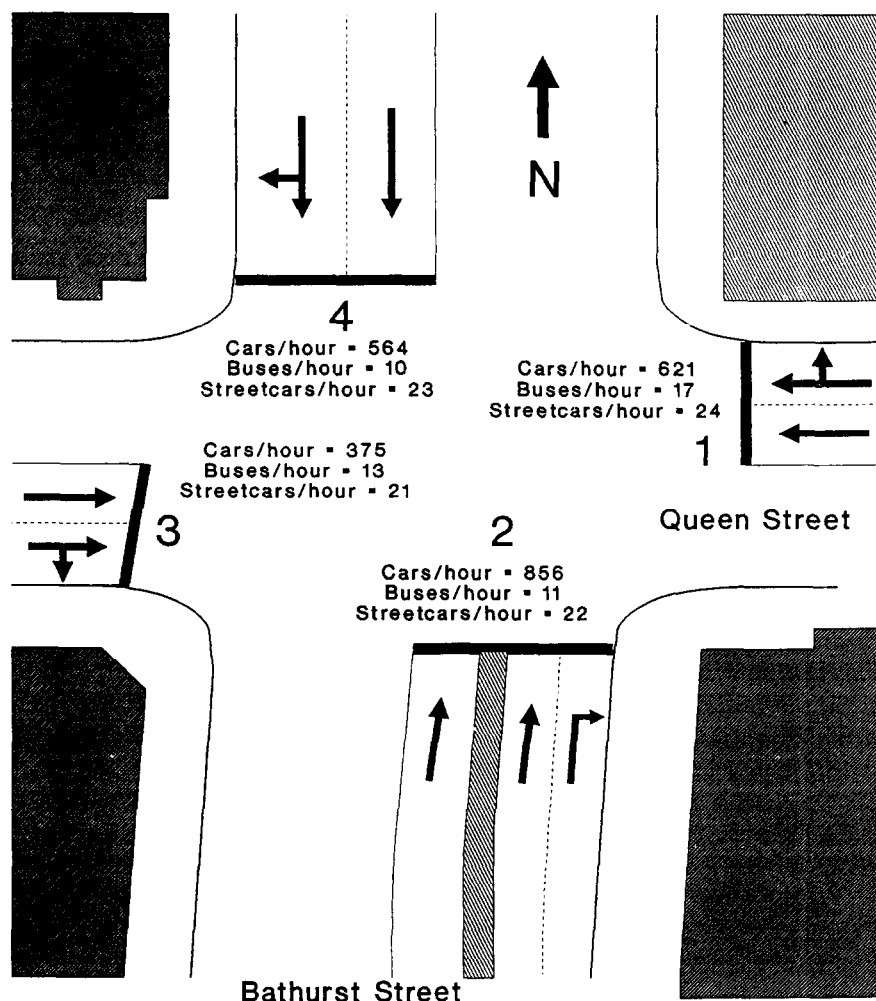 N
4
Cars/hour = 564
Buses/hour = 10
Streetcars/hour = 23
Cars/hour = 621
Buses/hour = 17
Streetcars/hour = 24
1
Cars/hour = 375
Buses/hour = 13
Streetcars/hour = 21
3
Queen Street
2
Cars/hour = 856
Buses/hour = 11
Streetcars/hour = 22
Bathurst Street